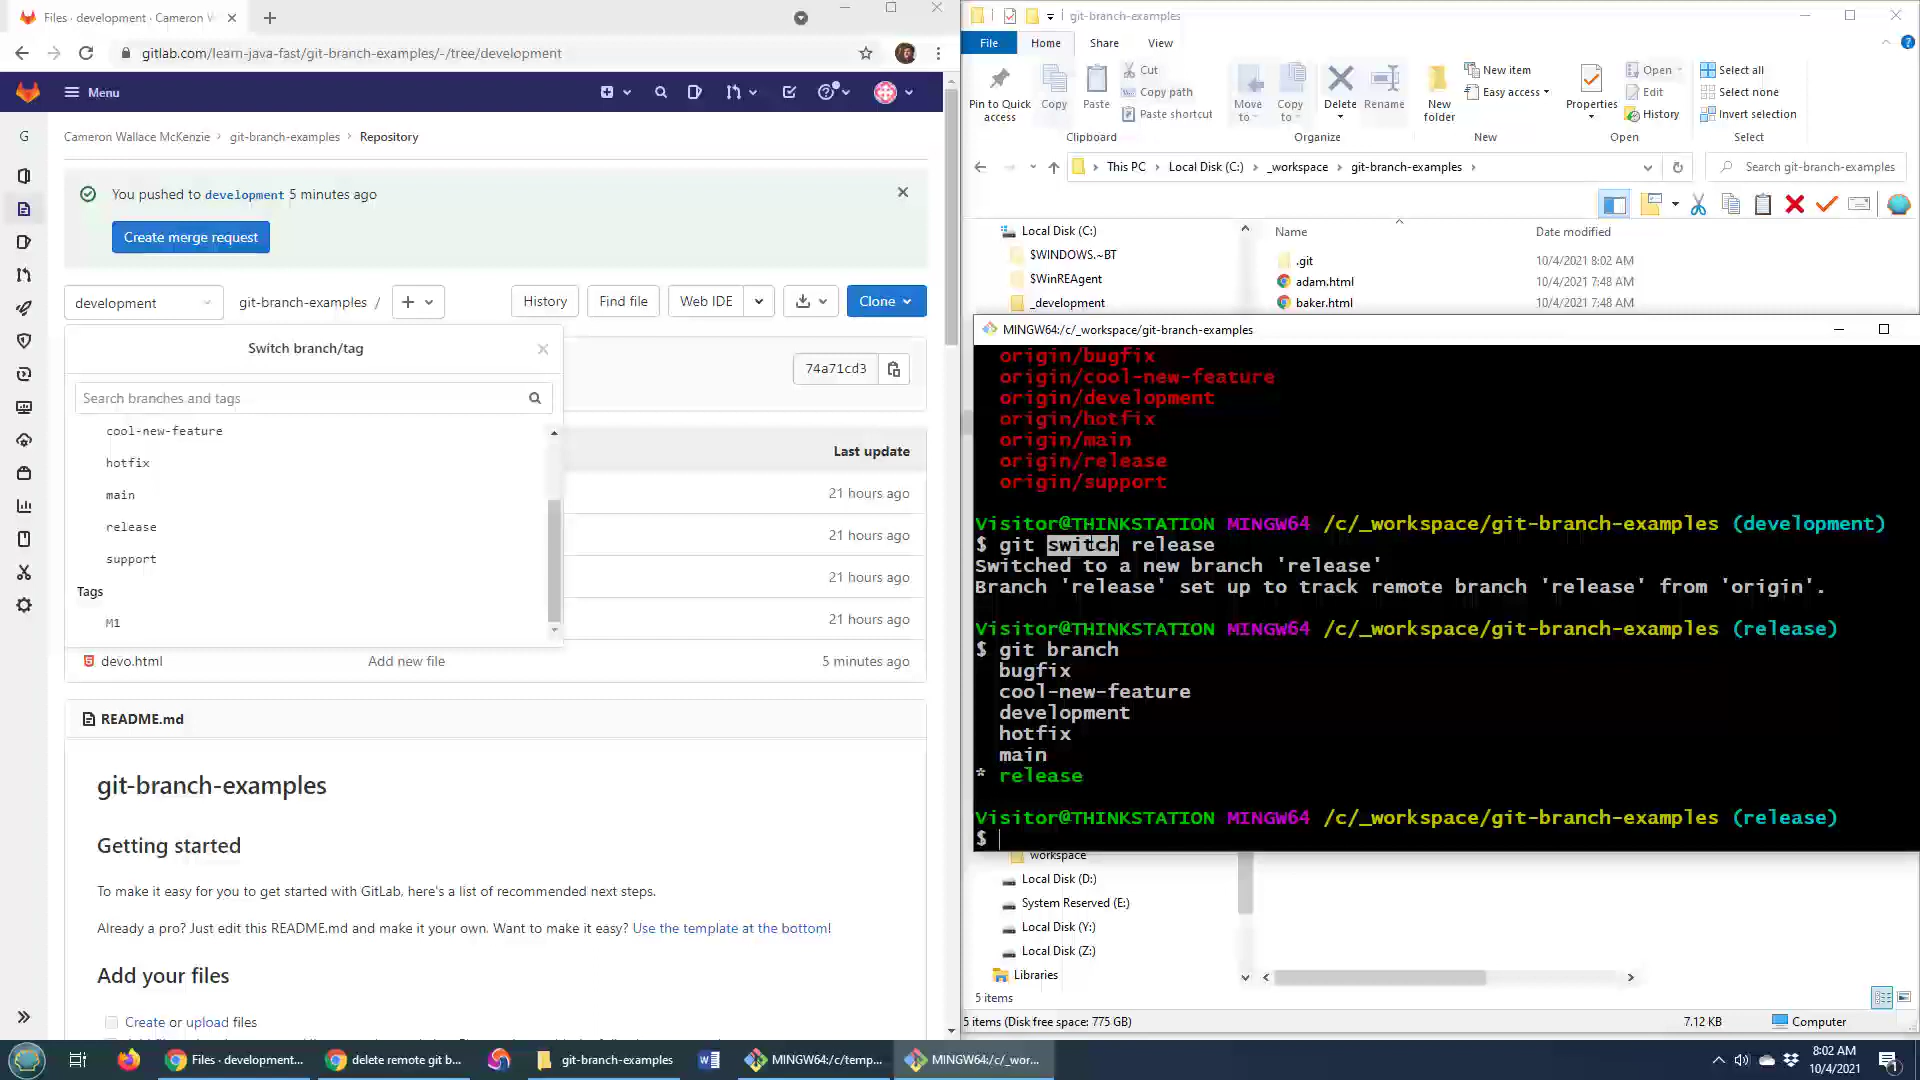 Files · development · Cameron W
gitlab.com/learn-java-fast/git-branch-examples/-/tree/development
Menu
G
Cameron Wallace McKenzie › git-branch-examples › Repository
You pushed to development 5 minutes ago
Create merge request
development
git-branch-examples /
History
Find file
Web IDE
Clone
Switch branch/tag
74a71cd3
Search branches and tags
cool-new-feature
hotfix
main
release
support
Tags
M1
Last update
21 hours ago
21 hours ago
21 hours ago
21 hours ago
devo.html Add new file 5 minutes ago
README.md
git-branch-examples
Getting started
To make it easy for you to get started with GitLab, here's a list of recommended next steps.
Already a pro? Just edit this README.md and make it your own. Want to make it easy? Use the template at the bottom!
Add your files
Create or upload files
git-branch-examples
File Home Share View
Pin to Quick access
Copy
Paste
Cut
Copy path
Paste shortcut
Clipboard
Move to
Copy to
Delete
Rename
Organize
New folder
New item
Easy access
New
Properties
Open
Edit
History
Open
Select all
Select none
Invert selection
Select
This PC › Local Disk (C:) › _workspace › git-branch-examples
Search git-branch-examples
Local Disk (C:)
$WINDOWS.~BT
$WinREAgent
_development
Name Date modified
.git 10/4/2021 8:02 AM
adam.html 10/4/2021 7:48 AM
baker.html 10/4/2021 7:48 AM
MINGW64:/c/_workspace/git-branch-examples
origin/bugfix
origin/cool-new-feature
origin/development
origin/hotfix
origin/main
origin/release
origin/support
Visitor@THINKSTATION MINGW64 /c/_workspace/git-branch-examples (development)
$ git switch release
Switched to a new branch 'release'
Branch 'release' set up to track remote branch 'release' from 'origin'.
Visitor@THINKSTATION MINGW64 /c/_workspace/git-branch-examples (release)
$ git branch
bugfix
cool-new-feature
development
hotfix
main
* release
Visitor@THINKSTATION MINGW64 /c/_workspace/git-branch-examples (release)
$
workspace
Local Disk (D:)
System Reserved (E:)
Local Disk (Y:)
Local Disk (Z:)
Libraries
5 items
5 items (Disk free space: 775 GB)
7.12 KB
Computer
Files · development...
delete remote git b...
git-branch-examples
MINGW64:/c/temp...
MINGW64:/c/_wor...
8:02 AM
10/4/2021
1